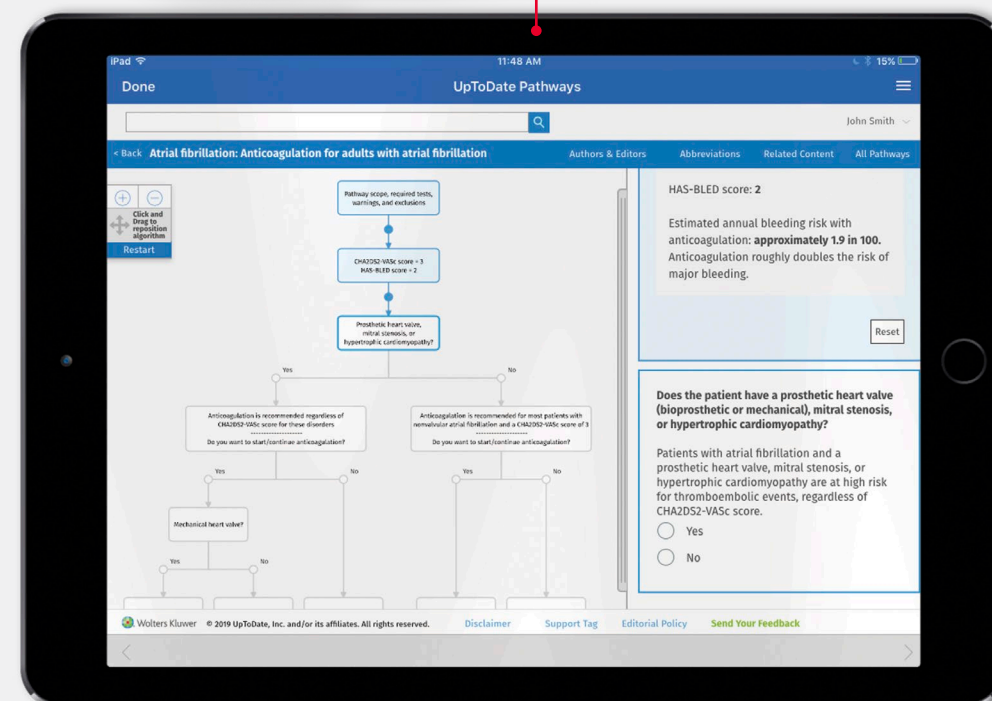 iPad
11:48 AM
15%
Done
UpToDate Pathways
John Smith
< Back
Atrial fibrillation: Anticoagulation for adults with atrial fibrillation
Authors & Editors
Abbreviations
Related Content
All Pathways
Click and
Drag to
reposition
algorithm
Restart
Pathway scope, required tests,
warnings, and exclusions
CHA2DS2-VASc score = 3
HAS-BLED score = 2
Prosthetic heart valve,
mitral stenosis, or
hypertrophic cardiomyopathy?
Yes
No
Anticoagulation is recommended regardless of
CHA2DS2-VASc score for these disorders
Do you want to start/continue anticoagulation?
Anticoagulation is recommended for most patients with
nonvalvular atrial fibrillation and a CHA2DS2-VASc score of 3
Do you want to start/continue anticoagulation?
Yes
No
Yes
No
Mechanical heart valve?
Yes
No
HAS-BLED score: 2
Estimated annual bleeding risk with
anticoagulation: approximately 1.9 in 100.
Anticoagulation roughly doubles the risk of
major bleeding.
Reset
Does the patient have a prosthetic heart valve
(bioprosthetic or mechanical), mitral stenosis,
or hypertrophic cardiomyopathy?
Patients with atrial fibrillation and a
prosthetic heart valve, mitral stenosis, or
hypertrophic cardiomyopathy are at high risk
for thromboembolic events, regardless of
CHA2DS2-VASc score.
Yes
No
Wolters Kluwer
© 2019 UpToDate, Inc. and/or its affiliates. All rights reserved.
Disclaimer
Support Tag
Editorial Policy
Send Your Feedback